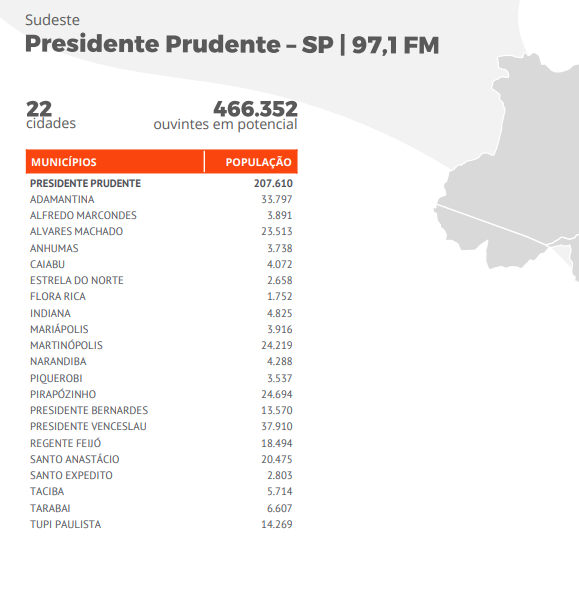 Sudeste
Presidente Prudente – SP | 97,1 FM
22 466.352
cidades ouvintes em potencial
MUNICÍPIOS POPULAÇÃO
PRESIDENTE PRUDENTE 207.610
ADAMANTINA 33.797
ALFREDO MARCONDES 3.891
ALVARES MACHADO 23.513
ANHUMAS 3.738
CAIABU 4.072
ESTRELA DO NORTE 2.658
FLORA RICA 1.752
INDIANA 4.825
MARIÁPOLIS 3.916
MARTINÓPOLIS 24.219
NARANDIBA 4.288
PIQUEROBI 3.537
PIRAPÓZINHO 24.694
PRESIDENTE BERNARDES 13.570
PRESIDENTE VENCESLAU 37.910
REGENTE FEIJÓ 18.494
SANTO ANASTÁCIO 20.475
SANTO EXPEDITO 2.803
TACIBA 5.714
TARABAI 6.607
TUPI PAULISTA 14.269